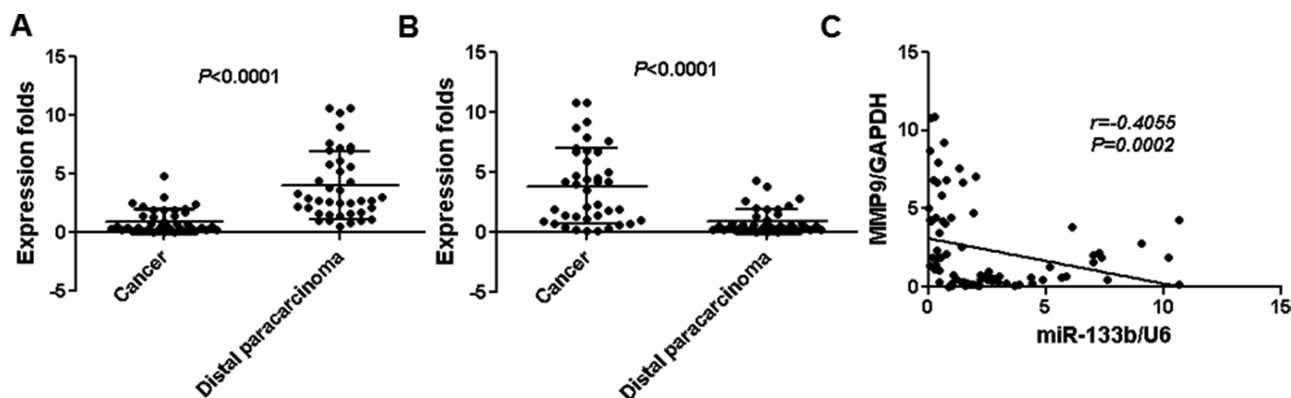 A
Expression folds
15
10
5
0
-5
P<0.0001
Cancer
Distal paracarcinoma
B
Expression folds
15
10
5
0
-5
P<0.0001
Cancer
Distal paracarcinoma
C
MMP9/GAPDH
15
10
5
0
r=-0.4055
P=0.0002
0 5 10 15
miR-133b/U6